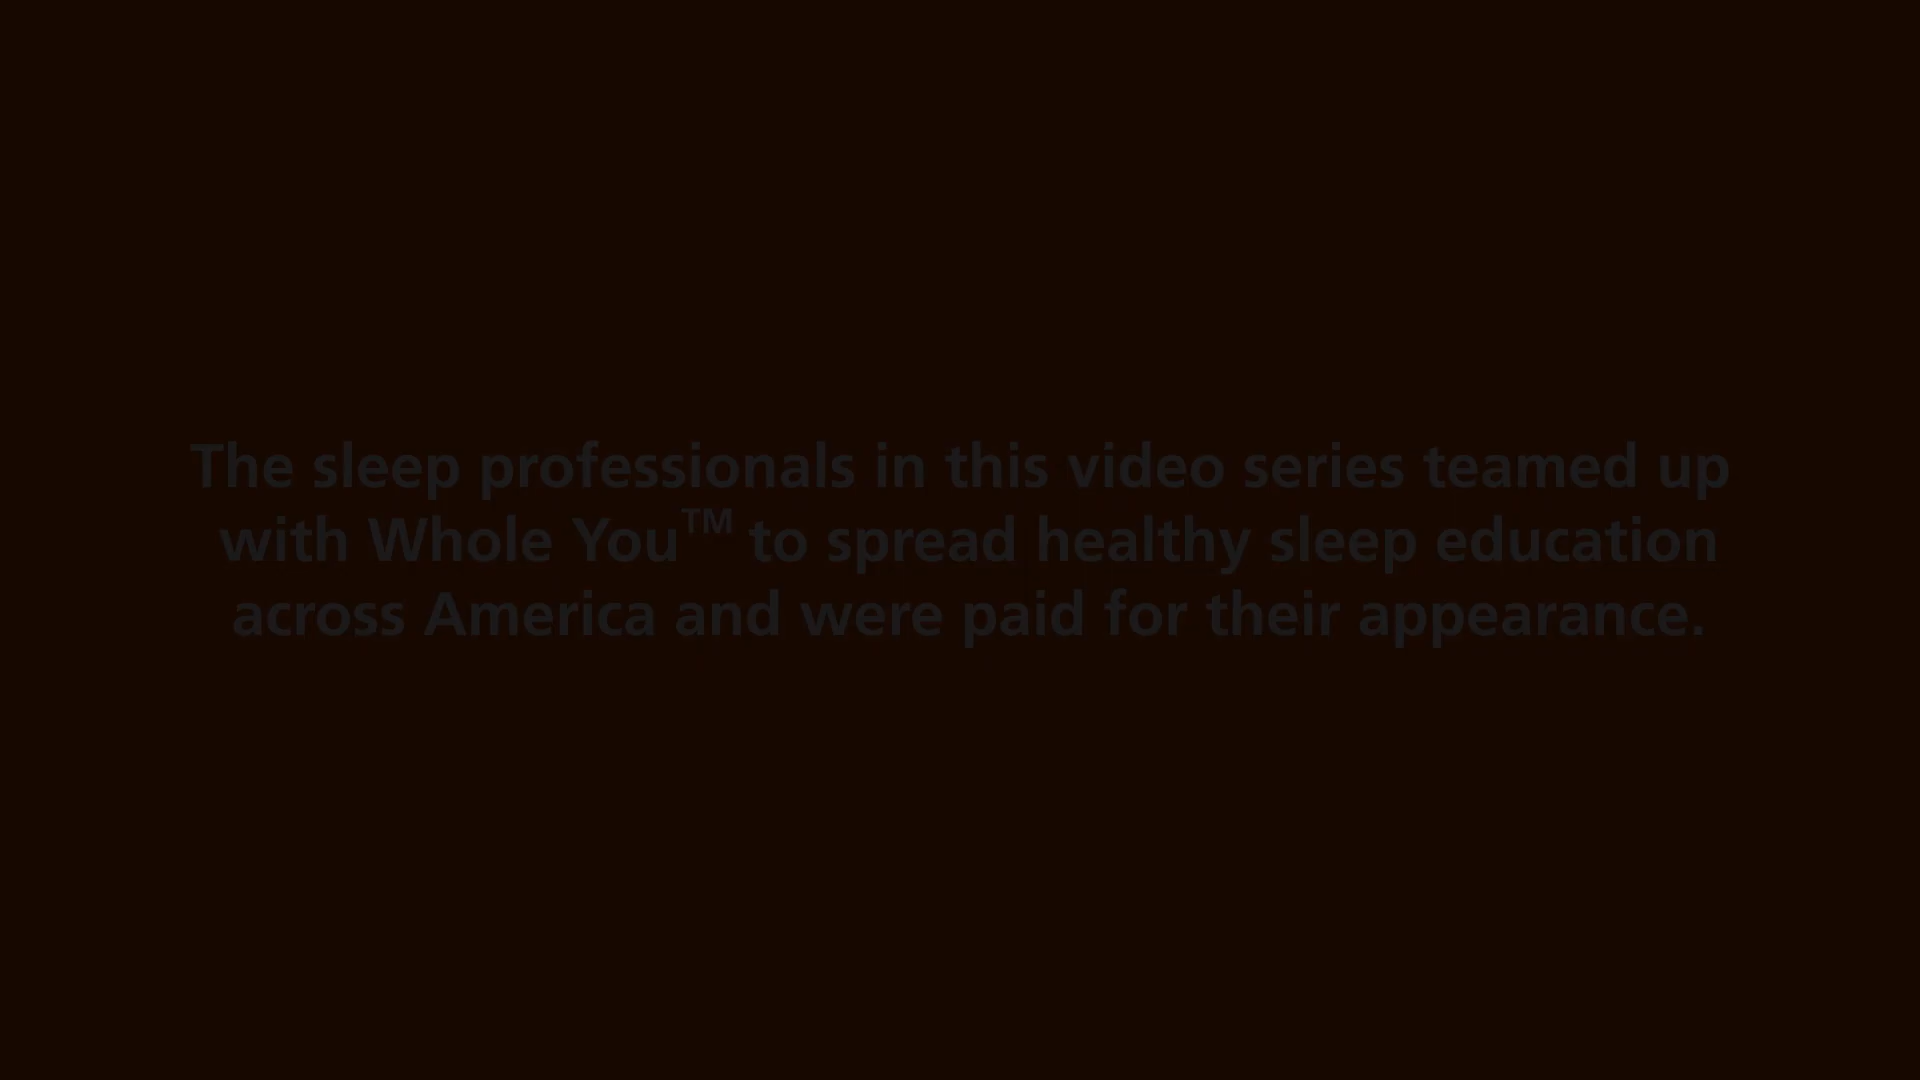 The sleep professionals in this video series teamed up
with Whole You™ to spread healthy sleep education
across America and were paid for their appearance.